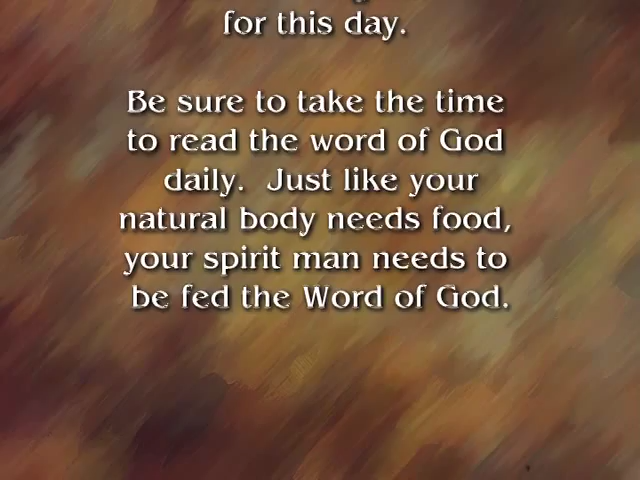 for this day.
Be sure to take the time
to read the word of God
daily. Just like your
natural body needs food,
your spirit man needs to
be fed the Word of God.